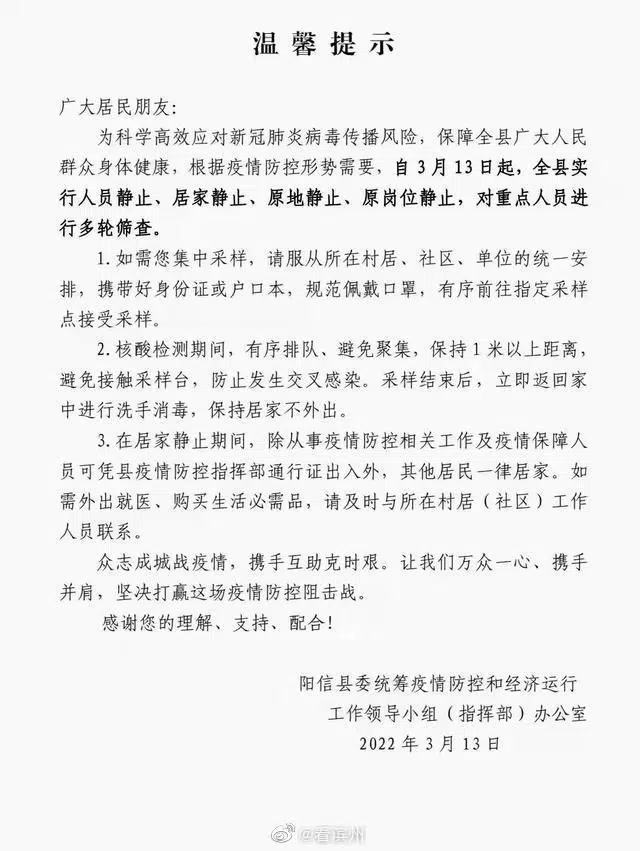 温馨提示
广大居民朋友：
为科学高效应对新冠肺炎病毒传播风险，保障全县广大人民
群众身体健康，根据疫情防控形势需要，自 3 月 13 日起，全县实
行人员静止、居家静止、原地静止、原岗位静止，对重点人员进
行多轮筛查。
1. 如需您集中采样，请服从所在村居、社区、单位的统一安
排，携带好身份证或户口本，规范佩戴口罩，有序前往指定采样
点接受采样。
2. 核酸检测期间，有序排队、避免聚集，保持 1 米以上距离，
避免接触采样台，防止发生交叉感染。采样结束后，立即返回家
中进行洗手消毒，保持居家不外出。
3. 在居家静止期间，除从事疫情防控相关工作及疫情保障人
员可凭县疫情防控指挥部通行证出入外，其他居民一律居家。如
需外出就医、购买生活必需品，请及时与所在村居（社区）工作
人员联系。
众志成城战疫情，携手互助克时艰。让我们万众一心、携手
并肩，坚决打赢这场疫情防控阻击战。
感谢您的理解、支持、配合！
阳信县委统筹疫情防控和经济运行
工作领导小组（指挥部）办公室
2022 年 3 月 13 日
@看滨州